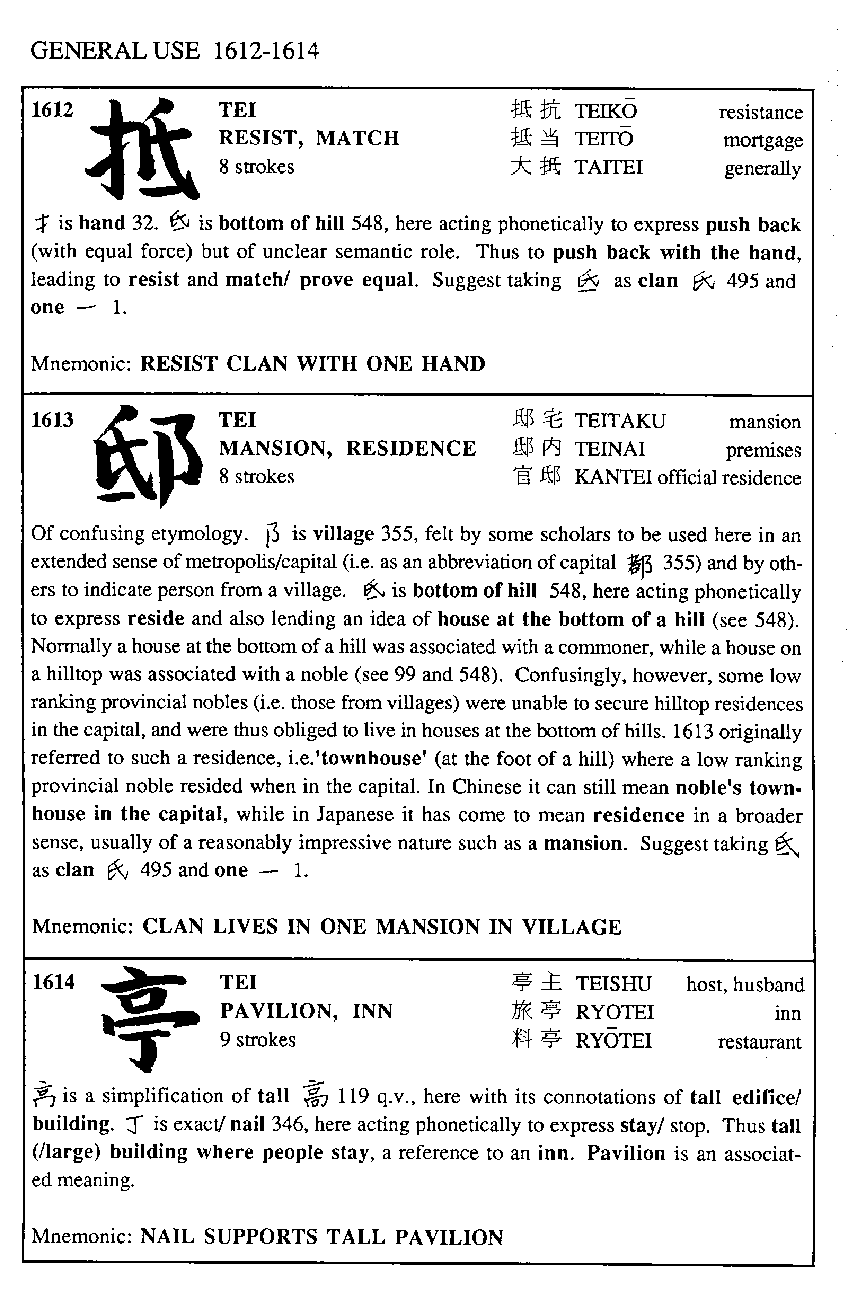 GENERAL USE 1612-1614
1612 抵 TEI 抵抗 TEIKŌ resistance
RESIST, MATCH 抵当 TEITŌ mortgage
8 strokes 大抵 TAITEI generally
扌 is hand 32. 氐 is bottom of hill 548, here acting phonetically to express push back
(with equal force) but of unclear semantic role. Thus to push back with the hand,
leading to resist and match/ prove equal. Suggest taking 氐 as clan 氏 495 and
one 一 1.
Mnemonic: RESIST CLAN WITH ONE HAND
1613 邸 TEI 邸宅 TEITAKU mansion
MANSION, RESIDENCE 邸内 TEINAI premises
8 strokes 官邸 KANTEI official residence
Of confusing etymology. 阝 is village 355, felt by some scholars to be used here in an
extended sense of metropolis/capital (i.e. as an abbreviation of capital 都 355) and by oth-
ers to indicate person from a village. 氐 is bottom of hill 548, here acting phonetically
to express reside and also lending an idea of house at the bottom of a hill (see 548).
Normally a house at the bottom of a hill was associated with a commoner, while a house on
a hilltop was associated with a noble (see 99 and 548). Confusingly, however, some low
ranking provincial nobles (i.e. those from villages) were unable to secure hilltop residences
in the capital, and were thus obliged to live in houses at the bottom of hills. 1613 originally
referred to such a residence, i.e.'townhouse' (at the foot of a hill) where a low ranking
provincial noble resided when in the capital. In Chinese it can still mean noble's town-
house in the capital, while in Japanese it has come to mean residence in a broader
sense, usually of a reasonably impressive nature such as a mansion. Suggest taking 氐
as clan 氏 495 and one 一 1.
Mnemonic: CLAN LIVES IN ONE MANSION IN VILLAGE
1614 亭 TEI 亭主 TEISHU host, husband
PAVILION, INN 旅亭 RYOTEI inn
9 strokes 料亭 RYŌTEI restaurant
is a simplification of tall 高 119 q.v., here with its connotations of tall edifice/
building. 丁 is exact/ nail 346, here acting phonetically to express stay/ stop. Thus tall
(/large) building where people stay, a reference to an inn. Pavilion is an associat-
ed meaning.
Mnemonic: NAIL SUPPORTS TALL PAVILION